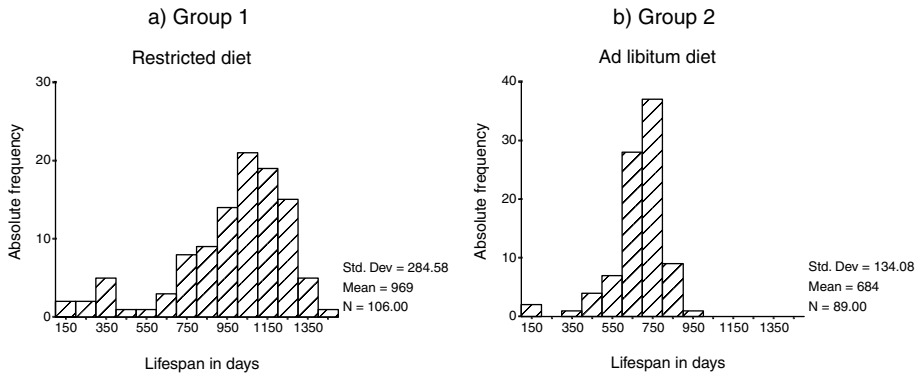 a) Group 1
Restricted diet
30
20
10
0
Absolute frequency
150 350 550 750 950 1150 1350
Lifespan in days
Std. Dev = 284.58
Mean = 969
N = 106.00
b) Group 2
Ad libitum diet
40
30
20
10
0
Absolute frequency
150 350 550 750 950 1150 1350
Lifespan in days
Std. Dev = 134.08
Mean = 684
N = 89.00